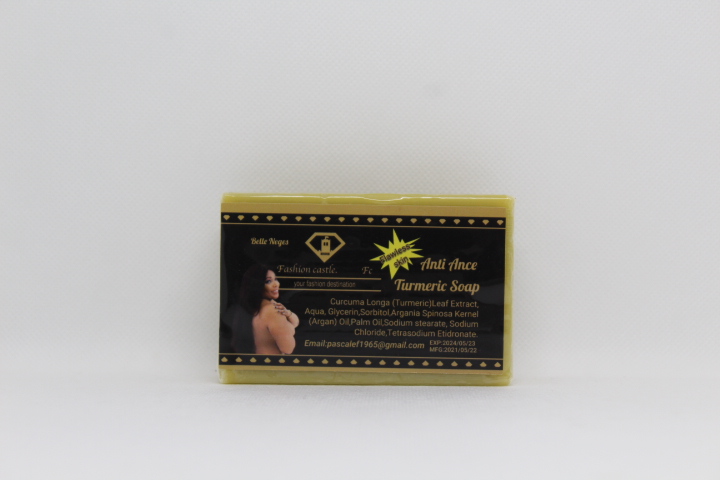 Belle Neges
Fashion castle. Fc
your fashion destination
flawless
skin
Anti Ance
Turmeric Soap
Curcuma Longa (Turmeric)Leaf Extract,
Aqua, Glycerin,Sorbitol,Argania Spinosa Kernel
(Argan) Oil,Palm Oil,Sodium stearate, Sodium
Chloride,Tetrasodium Etidronate.
Email:pascalef1965@gmail.com
EXP:2024/05/23
MFG:2021/05/22